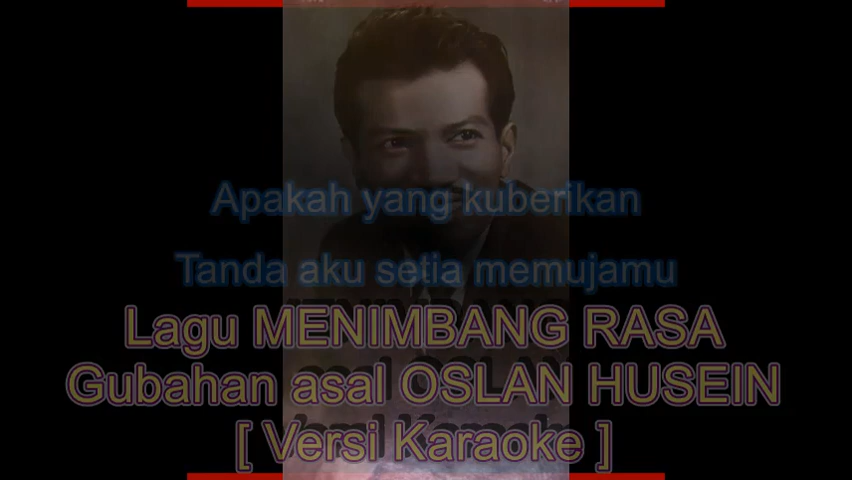 Apakah yang kuberikan
Tanda aku setia memujamu
Lagu MENIMBANG RASA
Gubahan asal OSLAN HUSEIN
[ Versi Karaoke ]